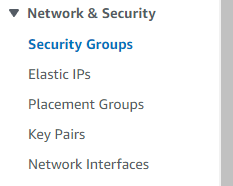 Network & Security
Security Groups
Elastic IPs
Placement Groups
Key Pairs
Network Interfaces